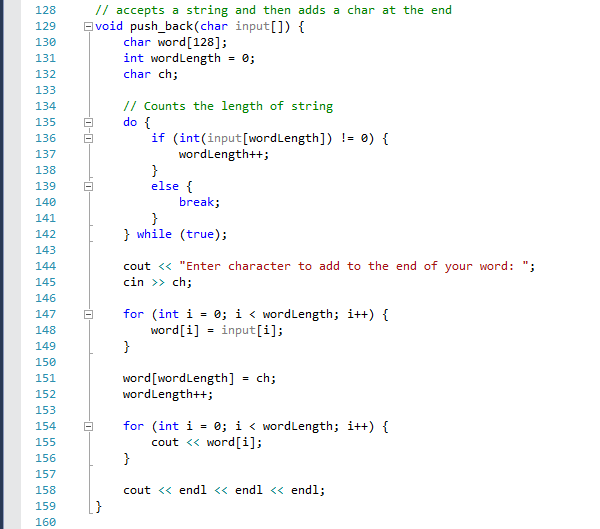 128 // accepts a string and then adds a char at the end
129 void push_back(char input[]) {
130 char word[128];
131 int wordLength = 0;
132 char ch;
133
134 // Counts the length of string
135 do {
136 if (int(input[wordLength]) != 0) {
137 wordLength++;
138 }
139 else {
140 break;
141 }
142 } while (true);
143
144 cout << "Enter character to add to the end of your word: ";
145 cin >> ch;
146
147 for (int i = 0; i < wordLength; i++) {
148 word[i] = input[i];
149 }
150
151 word[wordLength] = ch;
152 wordLength++;
153
154 for (int i = 0; i < wordLength; i++) {
155 cout << word[i];
156 }
157
158 cout << endl << endl << endl;
159 }
160